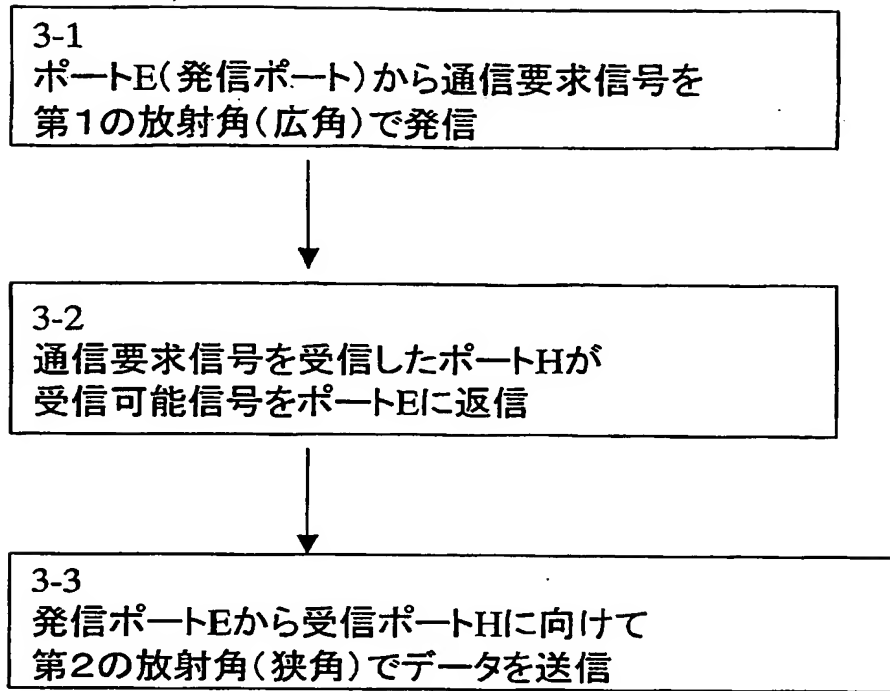 3-1
ポートE(発信ポート)から通信要求信号を
第1の放射角(広角)で発信
3-2
通信要求信号を受信したポートHが
受信可能信号をポートEに返信
3-3
発信ポートEから受信ポートHに向けて
第2の放射角(狭角)でデータを送信